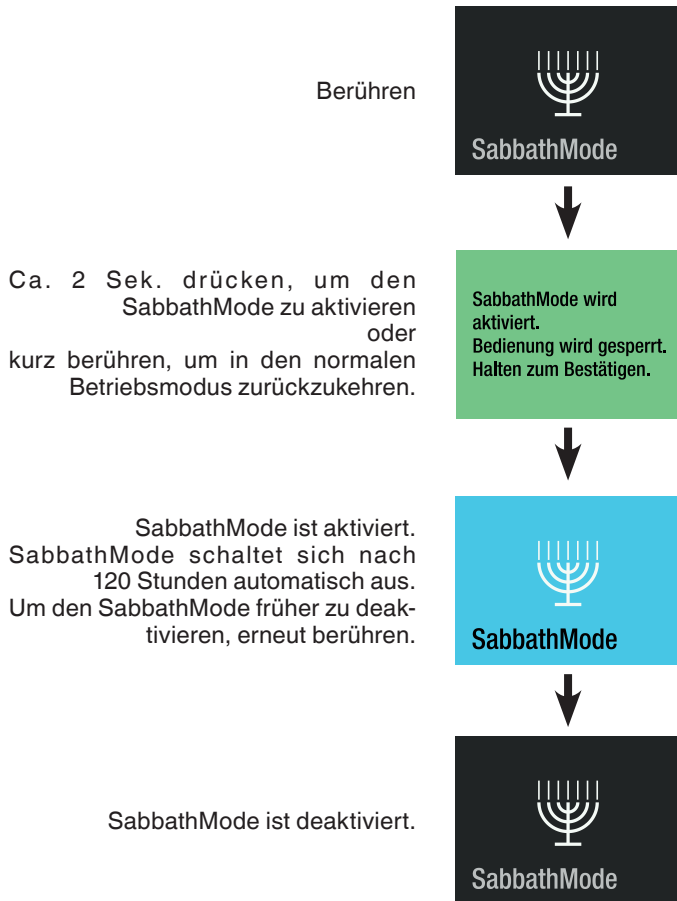 Berühren
SabbathMode
Ca. 2 Sek. drücken, um den
SabbathMode zu aktivieren
oder
kurz berühren, um in den normalen
Betriebsmodus zurückzukehren.
SabbathMode wird
aktiviert.
Bedienung wird gesperrt.
Halten zum Bestätigen.
SabbathMode ist aktiviert.
SabbathMode schaltet sich nach
120 Stunden automatisch aus.
Um den SabbathMode früher zu deak-
tivieren, erneut berühren.
SabbathMode
SabbathMode ist deaktiviert.
SabbathMode